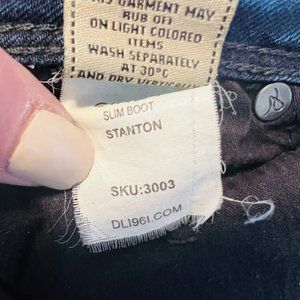 GARMENT MAY
RUB OFF
ON LIGHT COLORED
ITEMS
WASH SEPARATELY
AT 30°C
AND DRY VERTICALLY
SLIM BOOT
STANTON
SKU:3003
DL1961.COM